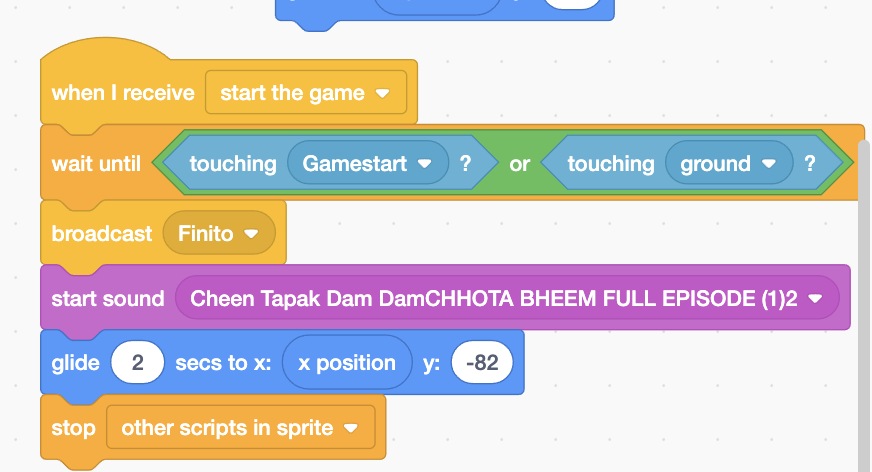 when I receive start the game
wait until touching Gamestart ? or touching ground ?
broadcast Finito
start sound Cheen Tapak Dam DamCHHOTA BHEEM FULL EPISODE (1)2
glide 2 secs to x: x position y: -82
stop other scripts in sprite